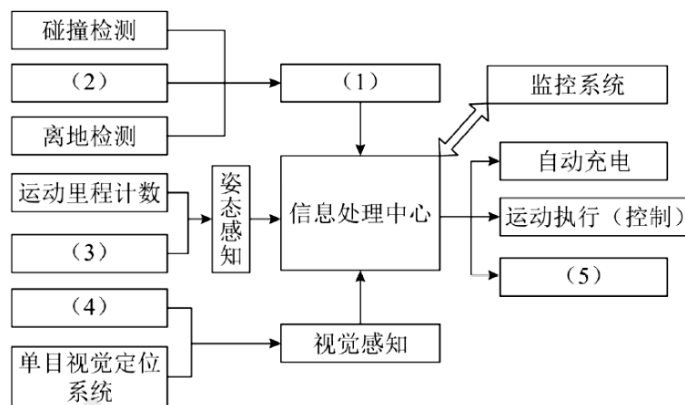 碰撞检测
（2）
离地检测
（1）
监控系统
运动里程计数
（3）
姿态感知
信息处理中心
自动充电
运动执行（控制）
（5）
（4）
单目视觉定位
系统
视觉感知